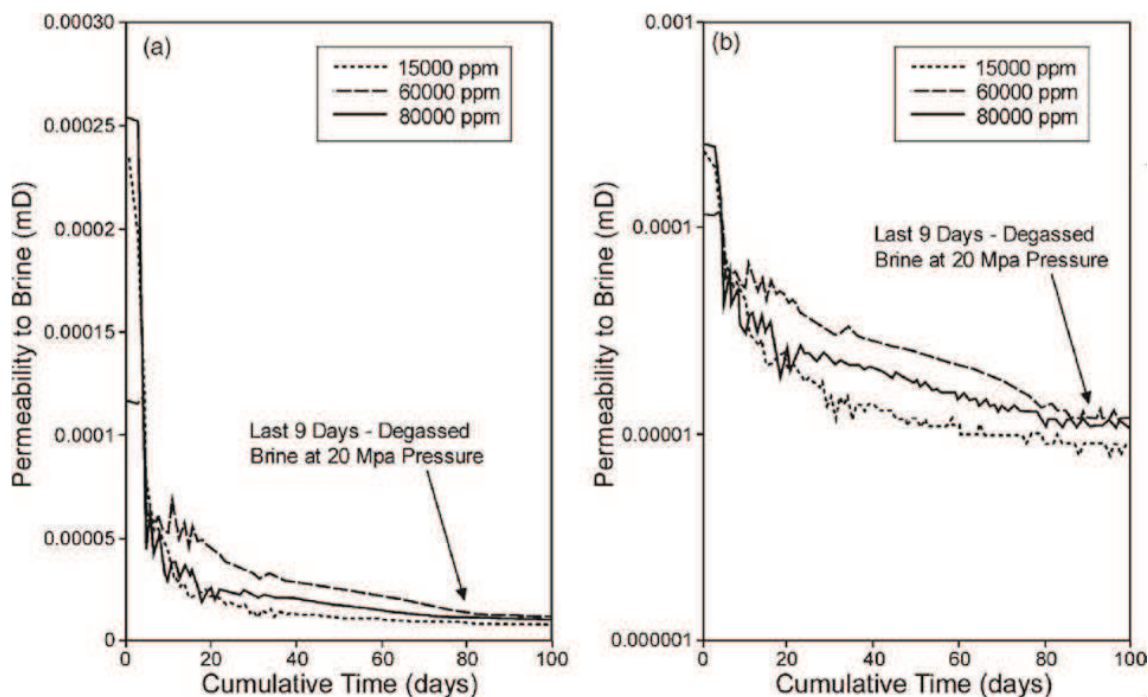 (a)
15000 ppm
60000 ppm
80000 ppm
Permeability to Brine (mD)
0.00030
0.00025
0.0002
0.00015
0.0001
0.00005
0
Last 9 Days - Degassed
Brine at 20 Mpa Pressure
0 20 40 60 80 100
Cumulative Time (days)
(b)
15000 ppm
60000 ppm
80000 ppm
Permeability to Brine (mD)
0.001
0.0001
0.00001
0.000001
Last 9 Days - Degassed
Brine at 20 Mpa Pressure
0 20 40 60 80 100
Cumulative Time (days)